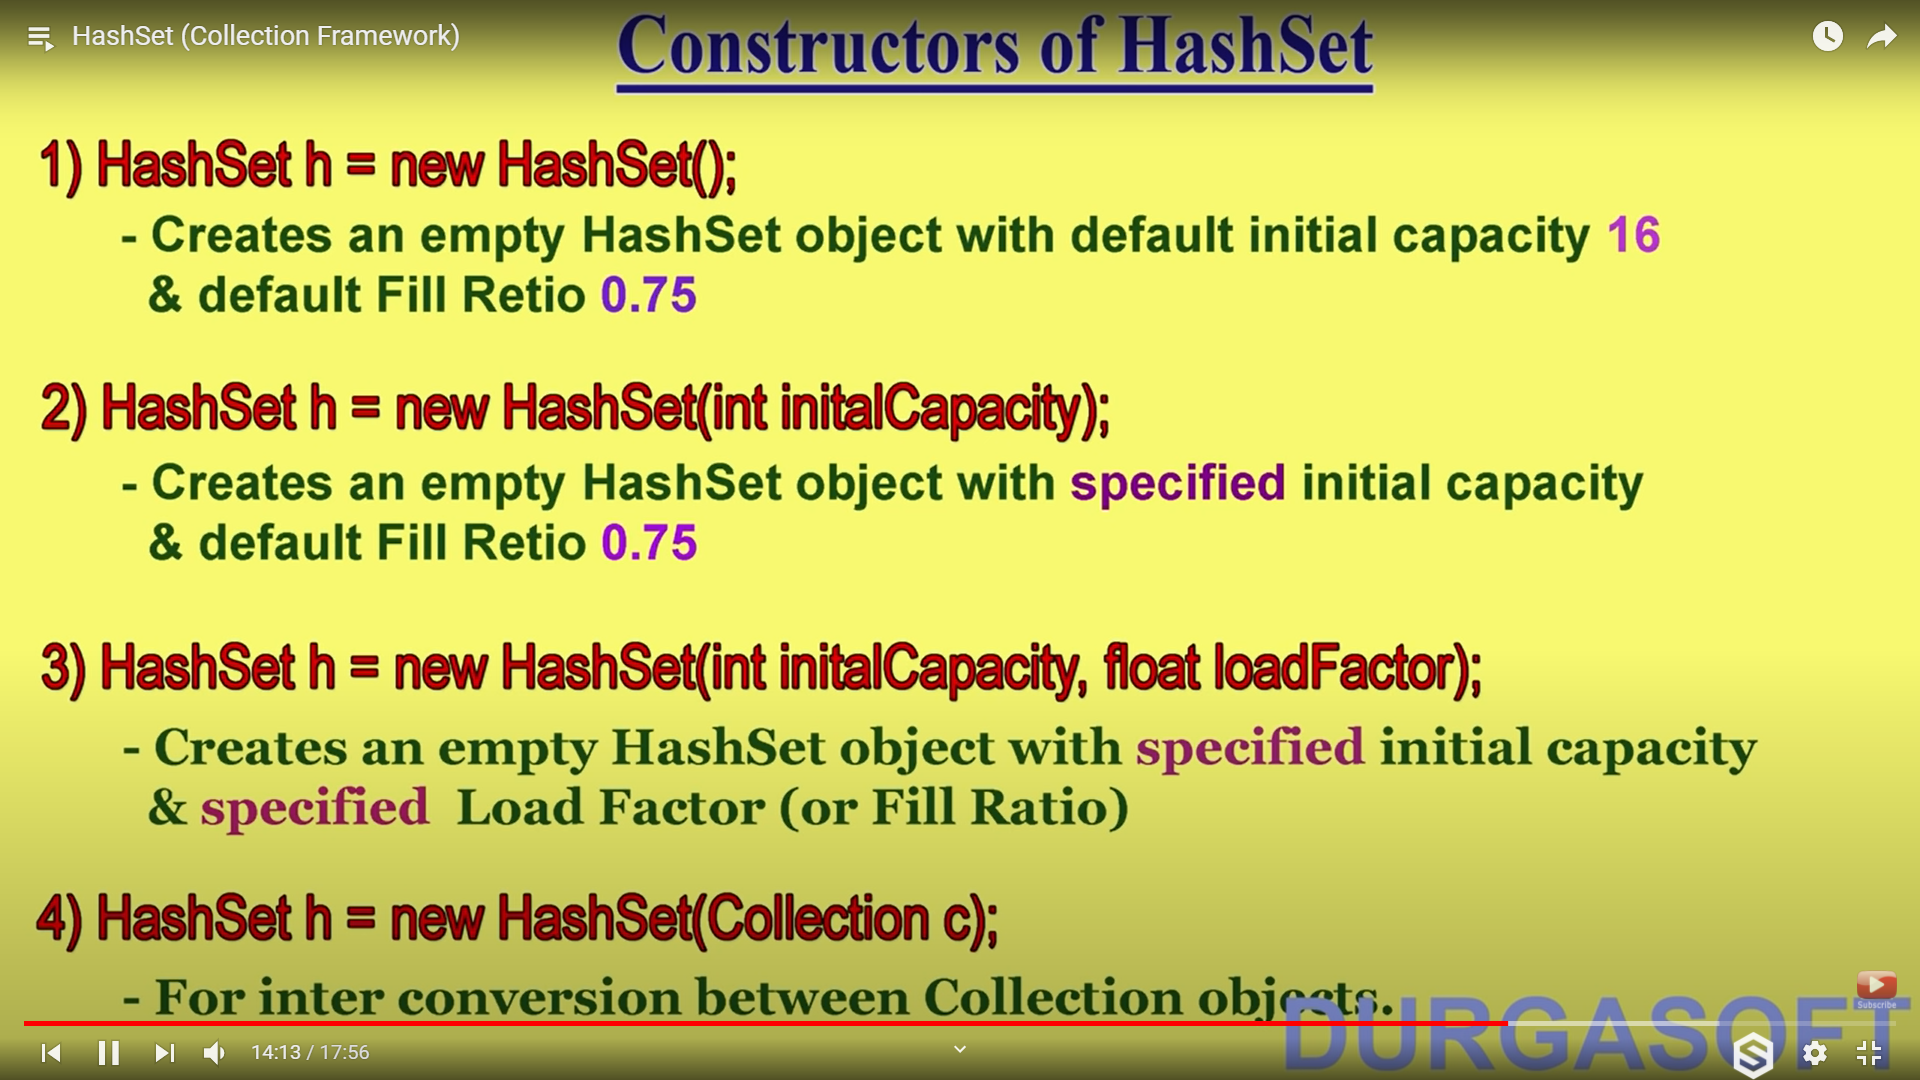 HashSet (Collection Framework)
Constructors of HashSet
1) HashSet h = new HashSet();
- Creates an empty HashSet object with default initial capacity 16
& default Fill Retio 0.75
2) HashSet h = new HashSet(int initalCapacity);
- Creates an empty HashSet object with specified initial capacity
& default Fill Retio 0.75
3) HashSet h = new HashSet(int initalCapacity, float loadFactor);
- Creates an empty HashSet object with specified initial capacity
& specified Load Factor (or Fill Ratio)
4) HashSet h = new HashSet(Collection c);
- For inter conversion between Collection objects.
Subscribe
DURGASOFT
14:13 / 17:56